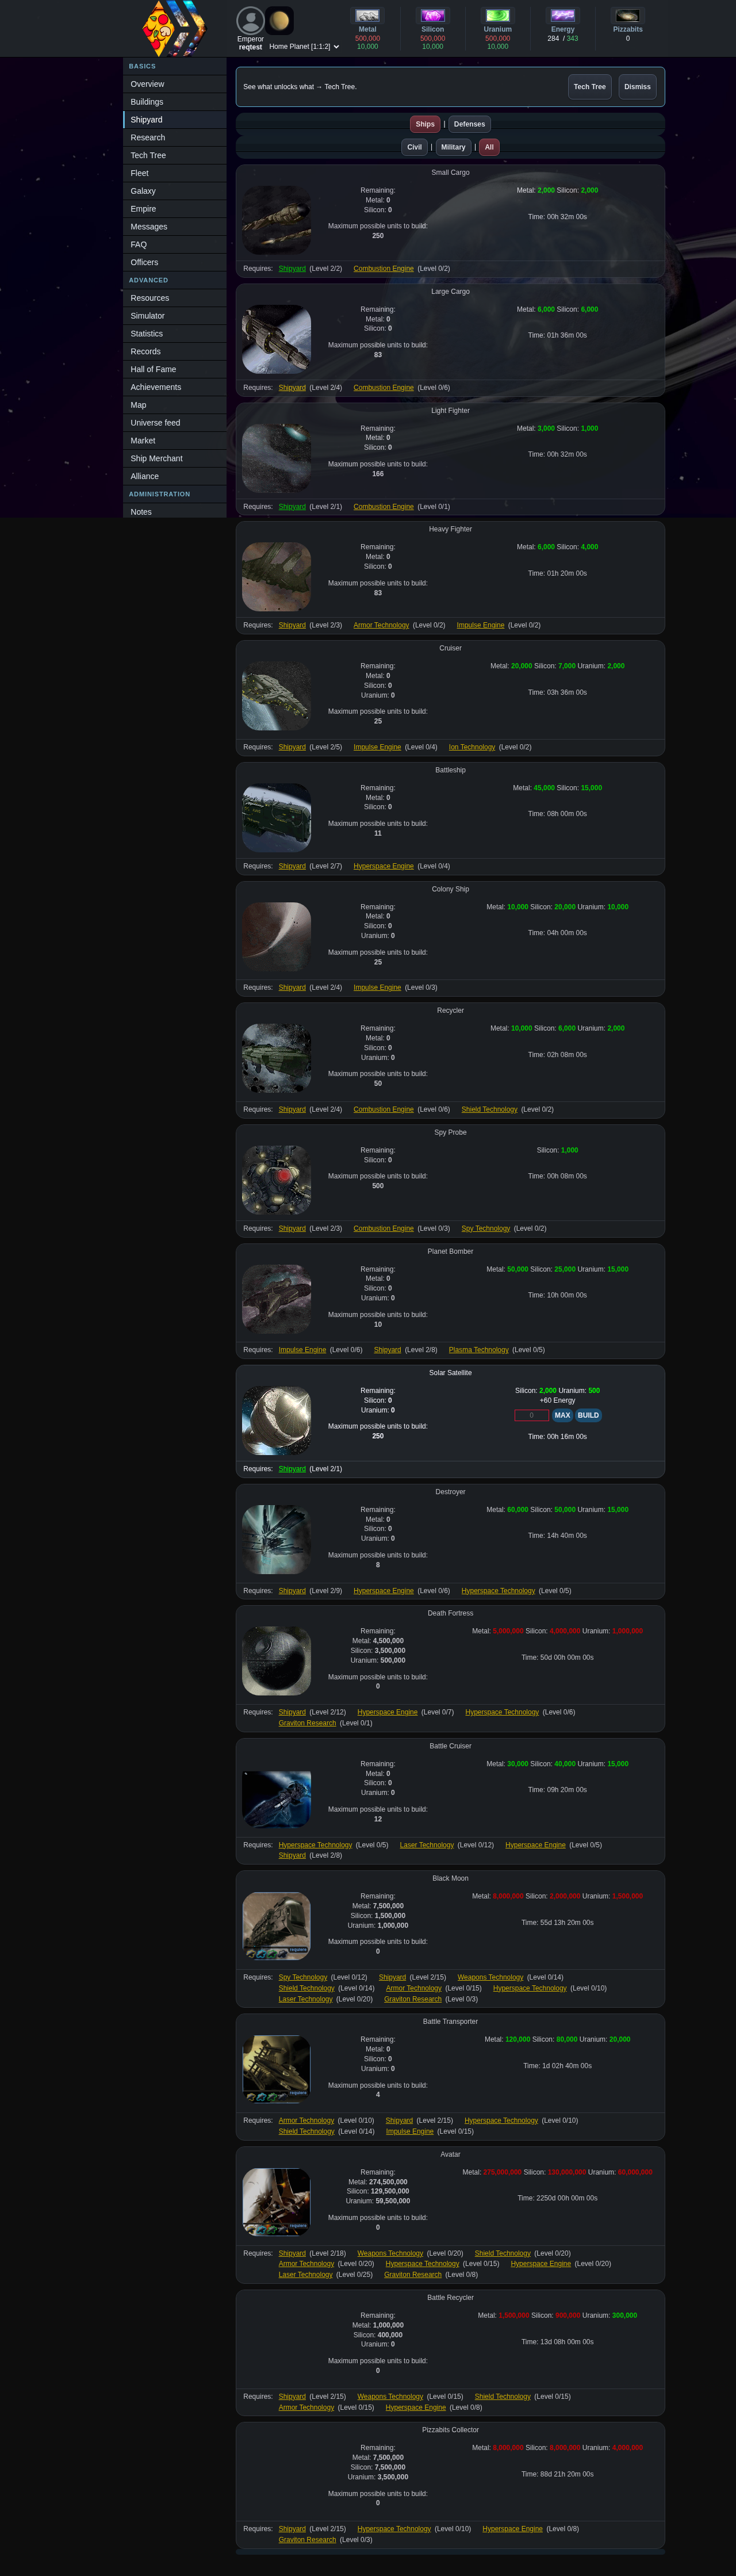 Emperor
reqtest
Home Planet [1:1:2]
Metal
500,000
10,000
Silicon
500,000
10,000
Uranium
500,000
10,000
Energy
284 / 343
Pizzabits
0
BASICS
Overview
Buildings
Shipyard
Research
Tech Tree
Fleet
Galaxy
Empire
Messages
FAQ
Officers
ADVANCED
Resources
Simulator
Statistics
Records
Hall of Fame
Achievements
Map
Universe feed
Market
Ship Merchant
Alliance
ADMINISTRATION
Notes
See what unlocks what → Tech Tree.
Tech Tree
Dismiss
Ships | Defenses
Civil | Military | All
Small Cargo
Remaining:
Metal: 0
Silicon: 0
Maximum possible units to build:
250
Metal: 2,000 Silicon: 2,000
Time: 00h 32m 00s
Requires: Shipyard (Level 2/2) Combustion Engine (Level 0/2)
Large Cargo
Remaining:
Metal: 0
Silicon: 0
Maximum possible units to build:
83
Metal: 6,000 Silicon: 6,000
Time: 01h 36m 00s
Requires: Shipyard (Level 2/4) Combustion Engine (Level 0/6)
Light Fighter
Remaining:
Metal: 0
Silicon: 0
Maximum possible units to build:
166
Metal: 3,000 Silicon: 1,000
Time: 00h 32m 00s
Requires: Shipyard (Level 2/1) Combustion Engine (Level 0/1)
Heavy Fighter
Remaining:
Metal: 0
Silicon: 0
Maximum possible units to build:
83
Metal: 6,000 Silicon: 4,000
Time: 01h 20m 00s
Requires: Shipyard (Level 2/3) Armor Technology (Level 0/2) Impulse Engine (Level 0/2)
Cruiser
Remaining:
Metal: 0
Silicon: 0
Uranium: 0
Maximum possible units to build:
25
Metal: 20,000 Silicon: 7,000 Uranium: 2,000
Time: 03h 36m 00s
Requires: Shipyard (Level 2/5) Impulse Engine (Level 0/4) Ion Technology (Level 0/2)
Battleship
Remaining:
Metal: 0
Silicon: 0
Maximum possible units to build:
11
Metal: 45,000 Silicon: 15,000
Time: 08h 00m 00s
Requires: Shipyard (Level 2/7) Hyperspace Engine (Level 0/4)
Colony Ship
Remaining:
Metal: 0
Silicon: 0
Uranium: 0
Maximum possible units to build:
25
Metal: 10,000 Silicon: 20,000 Uranium: 10,000
Time: 04h 00m 00s
Requires: Shipyard (Level 2/4) Impulse Engine (Level 0/3)
Recycler
Remaining:
Metal: 0
Silicon: 0
Uranium: 0
Maximum possible units to build:
50
Metal: 10,000 Silicon: 6,000 Uranium: 2,000
Time: 02h 08m 00s
Requires: Shipyard (Level 2/4) Combustion Engine (Level 0/6) Shield Technology (Level 0/2)
Spy Probe
Remaining:
Silicon: 0
Maximum possible units to build:
500
Silicon: 1,000
Time: 00h 08m 00s
Requires: Shipyard (Level 2/3) Combustion Engine (Level 0/3) Spy Technology (Level 0/2)
Planet Bomber
Remaining:
Metal: 0
Silicon: 0
Uranium: 0
Maximum possible units to build:
10
Metal: 50,000 Silicon: 25,000 Uranium: 15,000
Time: 10h 00m 00s
Requires: Impulse Engine (Level 0/6) Shipyard (Level 2/8) Plasma Technology (Level 0/5)
Solar Satellite
Remaining:
Silicon: 0
Uranium: 0
Maximum possible units to build:
250
Silicon: 2,000 Uranium: 500
+60 Energy
0 MAX BUILD
Time: 00h 16m 00s
Requires: Shipyard (Level 2/1)
Destroyer
Remaining:
Metal: 0
Silicon: 0
Uranium: 0
Maximum possible units to build:
8
Metal: 60,000 Silicon: 50,000 Uranium: 15,000
Time: 14h 40m 00s
Requires: Shipyard (Level 2/9) Hyperspace Engine (Level 0/6) Hyperspace Technology (Level 0/5)
Death Fortress
Remaining:
Metal: 4,500,000
Silicon: 3,500,000
Uranium: 500,000
Maximum possible units to build:
0
Metal: 5,000,000 Silicon: 4,000,000 Uranium: 1,000,000
Time: 50d 00h 00m 00s
Requires: Shipyard (Level 2/12) Hyperspace Engine (Level 0/7) Hyperspace Technology (Level 0/6)
Graviton Research (Level 0/1)
Battle Cruiser
Remaining:
Metal: 0
Silicon: 0
Uranium: 0
Maximum possible units to build:
12
Metal: 30,000 Silicon: 40,000 Uranium: 15,000
Time: 09h 20m 00s
Requires: Hyperspace Technology (Level 0/5) Laser Technology (Level 0/12) Hyperspace Engine (Level 0/5)
Shipyard (Level 2/8)
Black Moon
Remaining:
Metal: 7,500,000
Silicon: 1,500,000
Uranium: 1,000,000
Maximum possible units to build:
0
Metal: 8,000,000 Silicon: 2,000,000 Uranium: 1,500,000
Time: 55d 13h 20m 00s
Requires: Spy Technology (Level 0/12) Shipyard (Level 2/15) Weapons Technology (Level 0/14)
Shield Technology (Level 0/14) Armor Technology (Level 0/15) Hyperspace Technology (Level 0/10)
Laser Technology (Level 0/20) Graviton Research (Level 0/3)
Battle Transporter
Remaining:
Metal: 0
Silicon: 0
Uranium: 0
Maximum possible units to build:
4
Metal: 120,000 Silicon: 80,000 Uranium: 20,000
Time: 1d 02h 40m 00s
Requires: Armor Technology (Level 0/10) Shipyard (Level 2/15) Hyperspace Technology (Level 0/10)
Shield Technology (Level 0/14) Impulse Engine (Level 0/15)
Avatar
Remaining:
Metal: 274,500,000
Silicon: 129,500,000
Uranium: 59,500,000
Maximum possible units to build:
0
Metal: 275,000,000 Silicon: 130,000,000 Uranium: 60,000,000
Time: 2250d 00h 00m 00s
Requires: Shipyard (Level 2/18) Weapons Technology (Level 0/20) Shield Technology (Level 0/20)
Armor Technology (Level 0/20) Hyperspace Technology (Level 0/15) Hyperspace Engine (Level 0/20)
Laser Technology (Level 0/25) Graviton Research (Level 0/8)
Battle Recycler
Remaining:
Metal: 1,000,000
Silicon: 400,000
Uranium: 0
Maximum possible units to build:
0
Metal: 1,500,000 Silicon: 900,000 Uranium: 300,000
Time: 13d 08h 00m 00s
Requires: Shipyard (Level 2/15) Weapons Technology (Level 0/15) Shield Technology (Level 0/15)
Armor Technology (Level 0/15) Hyperspace Engine (Level 0/8)
Pizzabits Collector
Remaining:
Metal: 7,500,000
Silicon: 7,500,000
Uranium: 3,500,000
Maximum possible units to build:
0
Metal: 8,000,000 Silicon: 8,000,000 Uranium: 4,000,000
Time: 88d 21h 20m 00s
Requires: Shipyard (Level 2/15) Hyperspace Technology (Level 0/10) Hyperspace Engine (Level 0/8)
Graviton Research (Level 0/3)